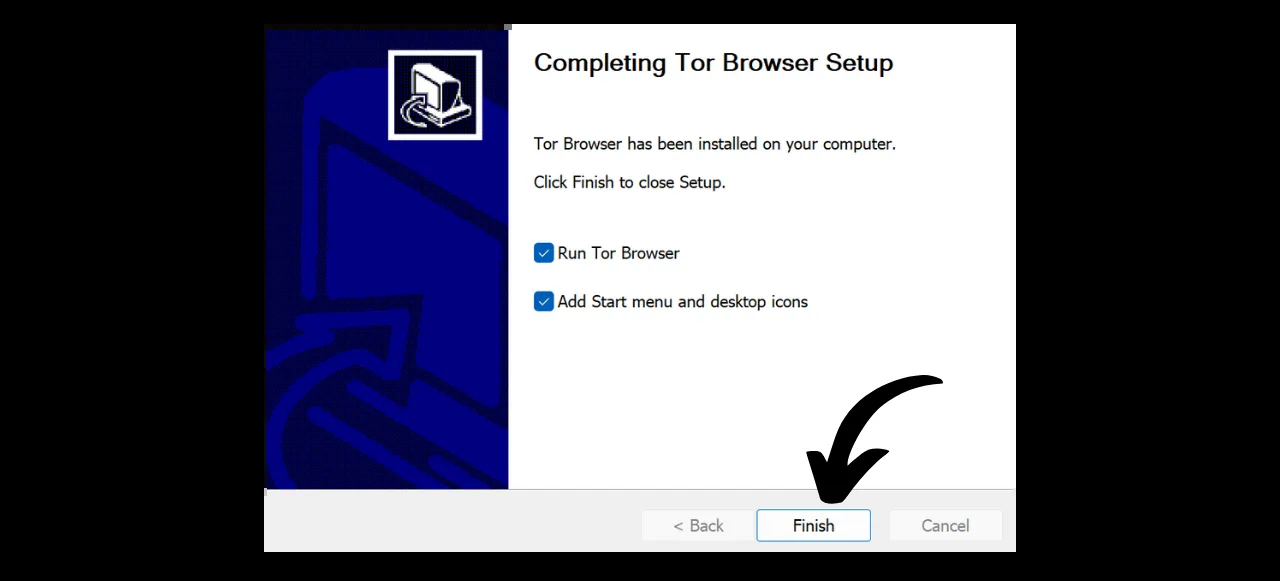 Completing Tor Browser Setup
Tor Browser has been installed on your computer.
Click Finish to close Setup.
Run Tor Browser
Add Start menu and desktop icons
< Back Finish Cancel